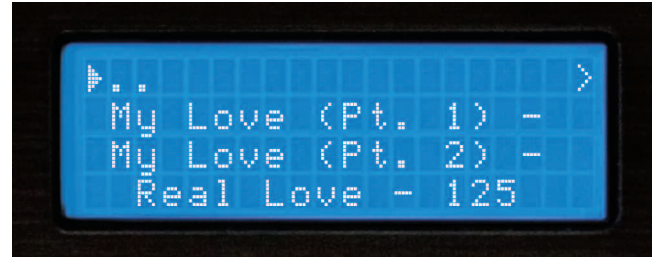 ▶.. >
My Love (Pt. 1) -
My Love (Pt. 2) -
Real Love - 125